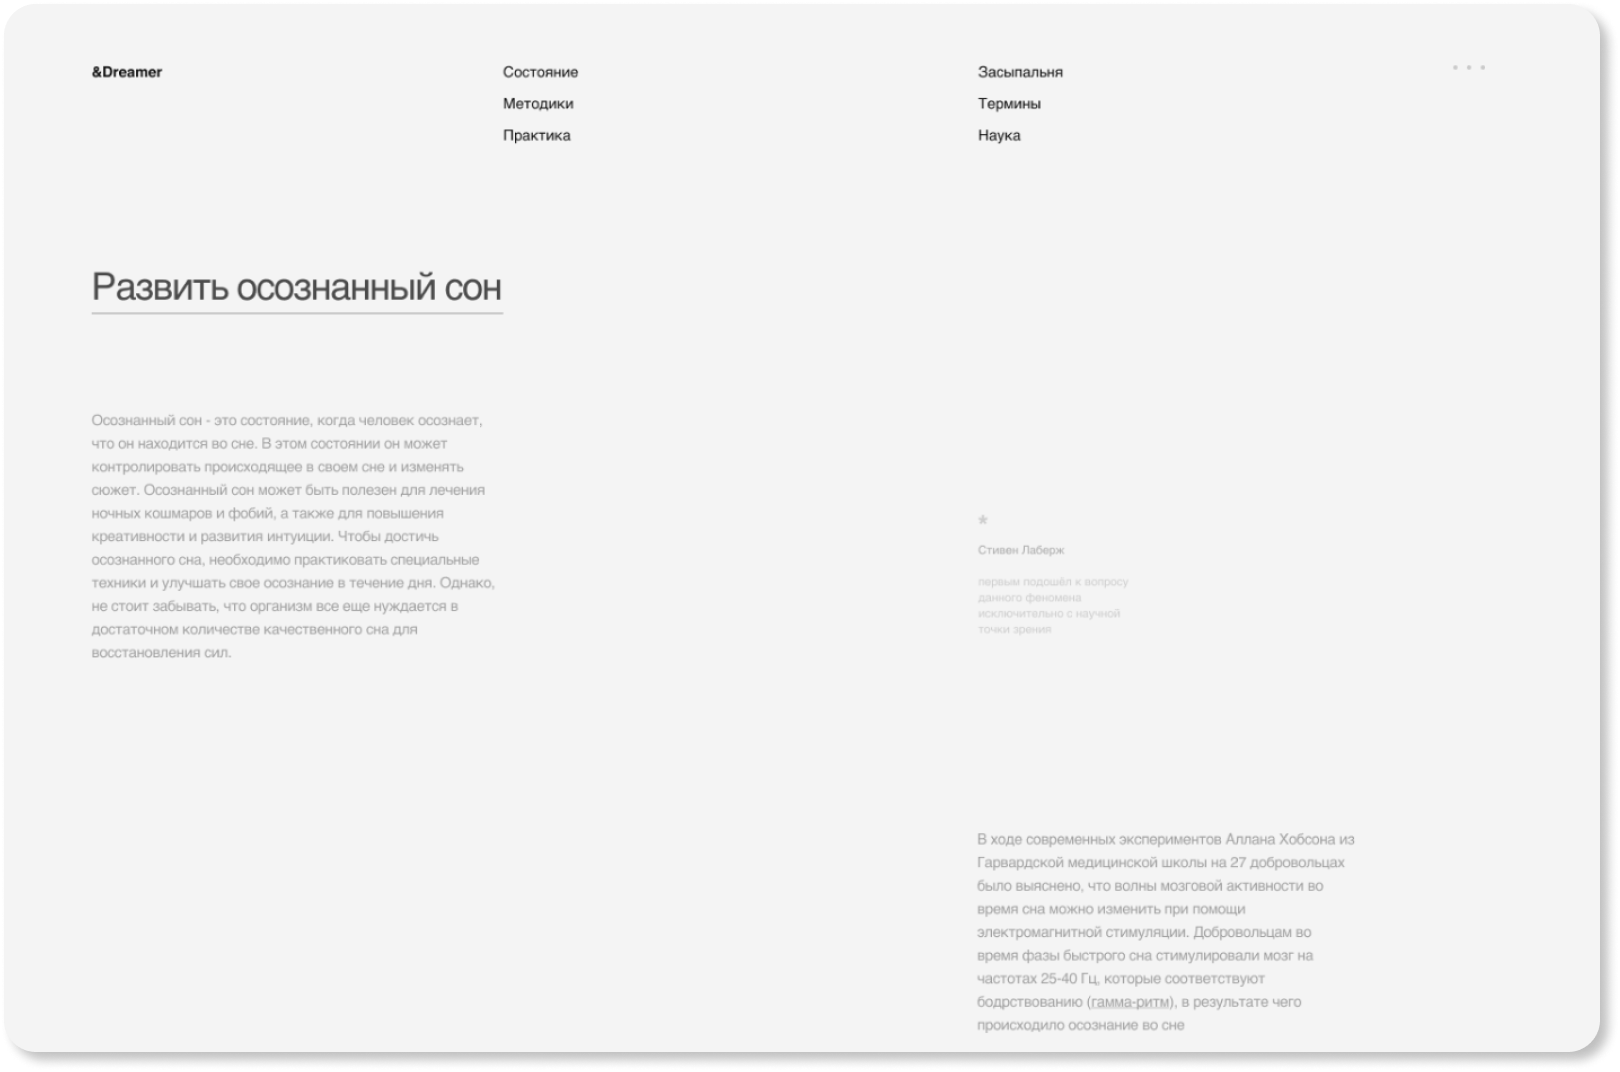 &Dreamer
Состояние
Методики
Практика
Засыпальня
Термины
Наука
Развить осознанный сон
Осознанный сон - это состояние, когда человек осознает,
что он находится во сне. В этом состоянии он может
контролировать происходящее в своем сне и изменять
сюжет. Осознанный сон может быть полезен для лечения
ночных кошмаров и фобий, а также для повышения
креативности и развития интуиции. Чтобы достичь
осознанного сна, необходимо практиковать специальные
техники и улучшать свое осознание в течение дня. Однако,
не стоит забывать, что организм все еще нуждается в
достаточном количестве качественного сна для
восстановления сил.
*
Стивен Лаберж
первым подошёл к вопросу
данного феномена
исключительно с научной
точки зрения
В ходе современных экспериментов Аллана Хобсона из
Гарвардской медицинской школы на 27 добровольцах
было выяснено, что волны мозговой активности во
время сна можно изменить при помощи
электромагнитной стимуляции. Добровольцам во
время фазы быстрого сна стимулировали мозг на
частотах 25-40 Гц, которые соответствуют
бодрствованию (гамма-ритм), в результате чего
происходило осознание во сне